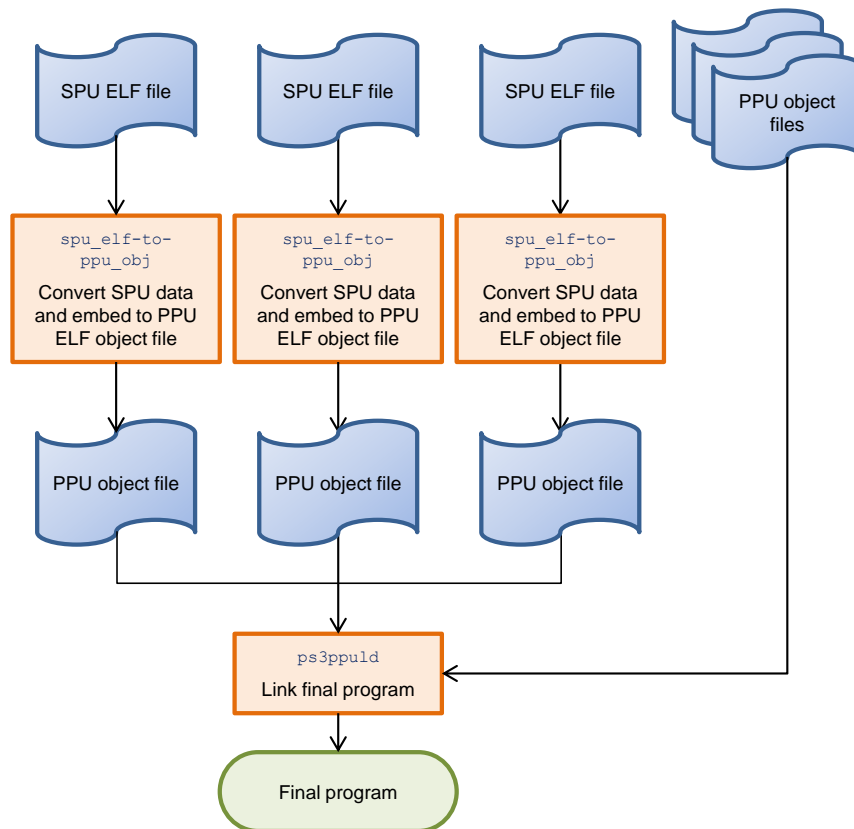 SPU ELF file
SPU ELF file
SPU ELF file
PPU object
files
spu_elf-to-
ppu_obj
Convert SPU data
and embed to PPU
ELF object file
spu_elf-to-
ppu_obj
Convert SPU data
and embed to PPU
ELF object file
spu_elf-to-
ppu_obj
Convert SPU data
and embed to PPU
ELF object file
PPU object file
PPU object file
PPU object file
ps3ppuld
Link final program
Final program